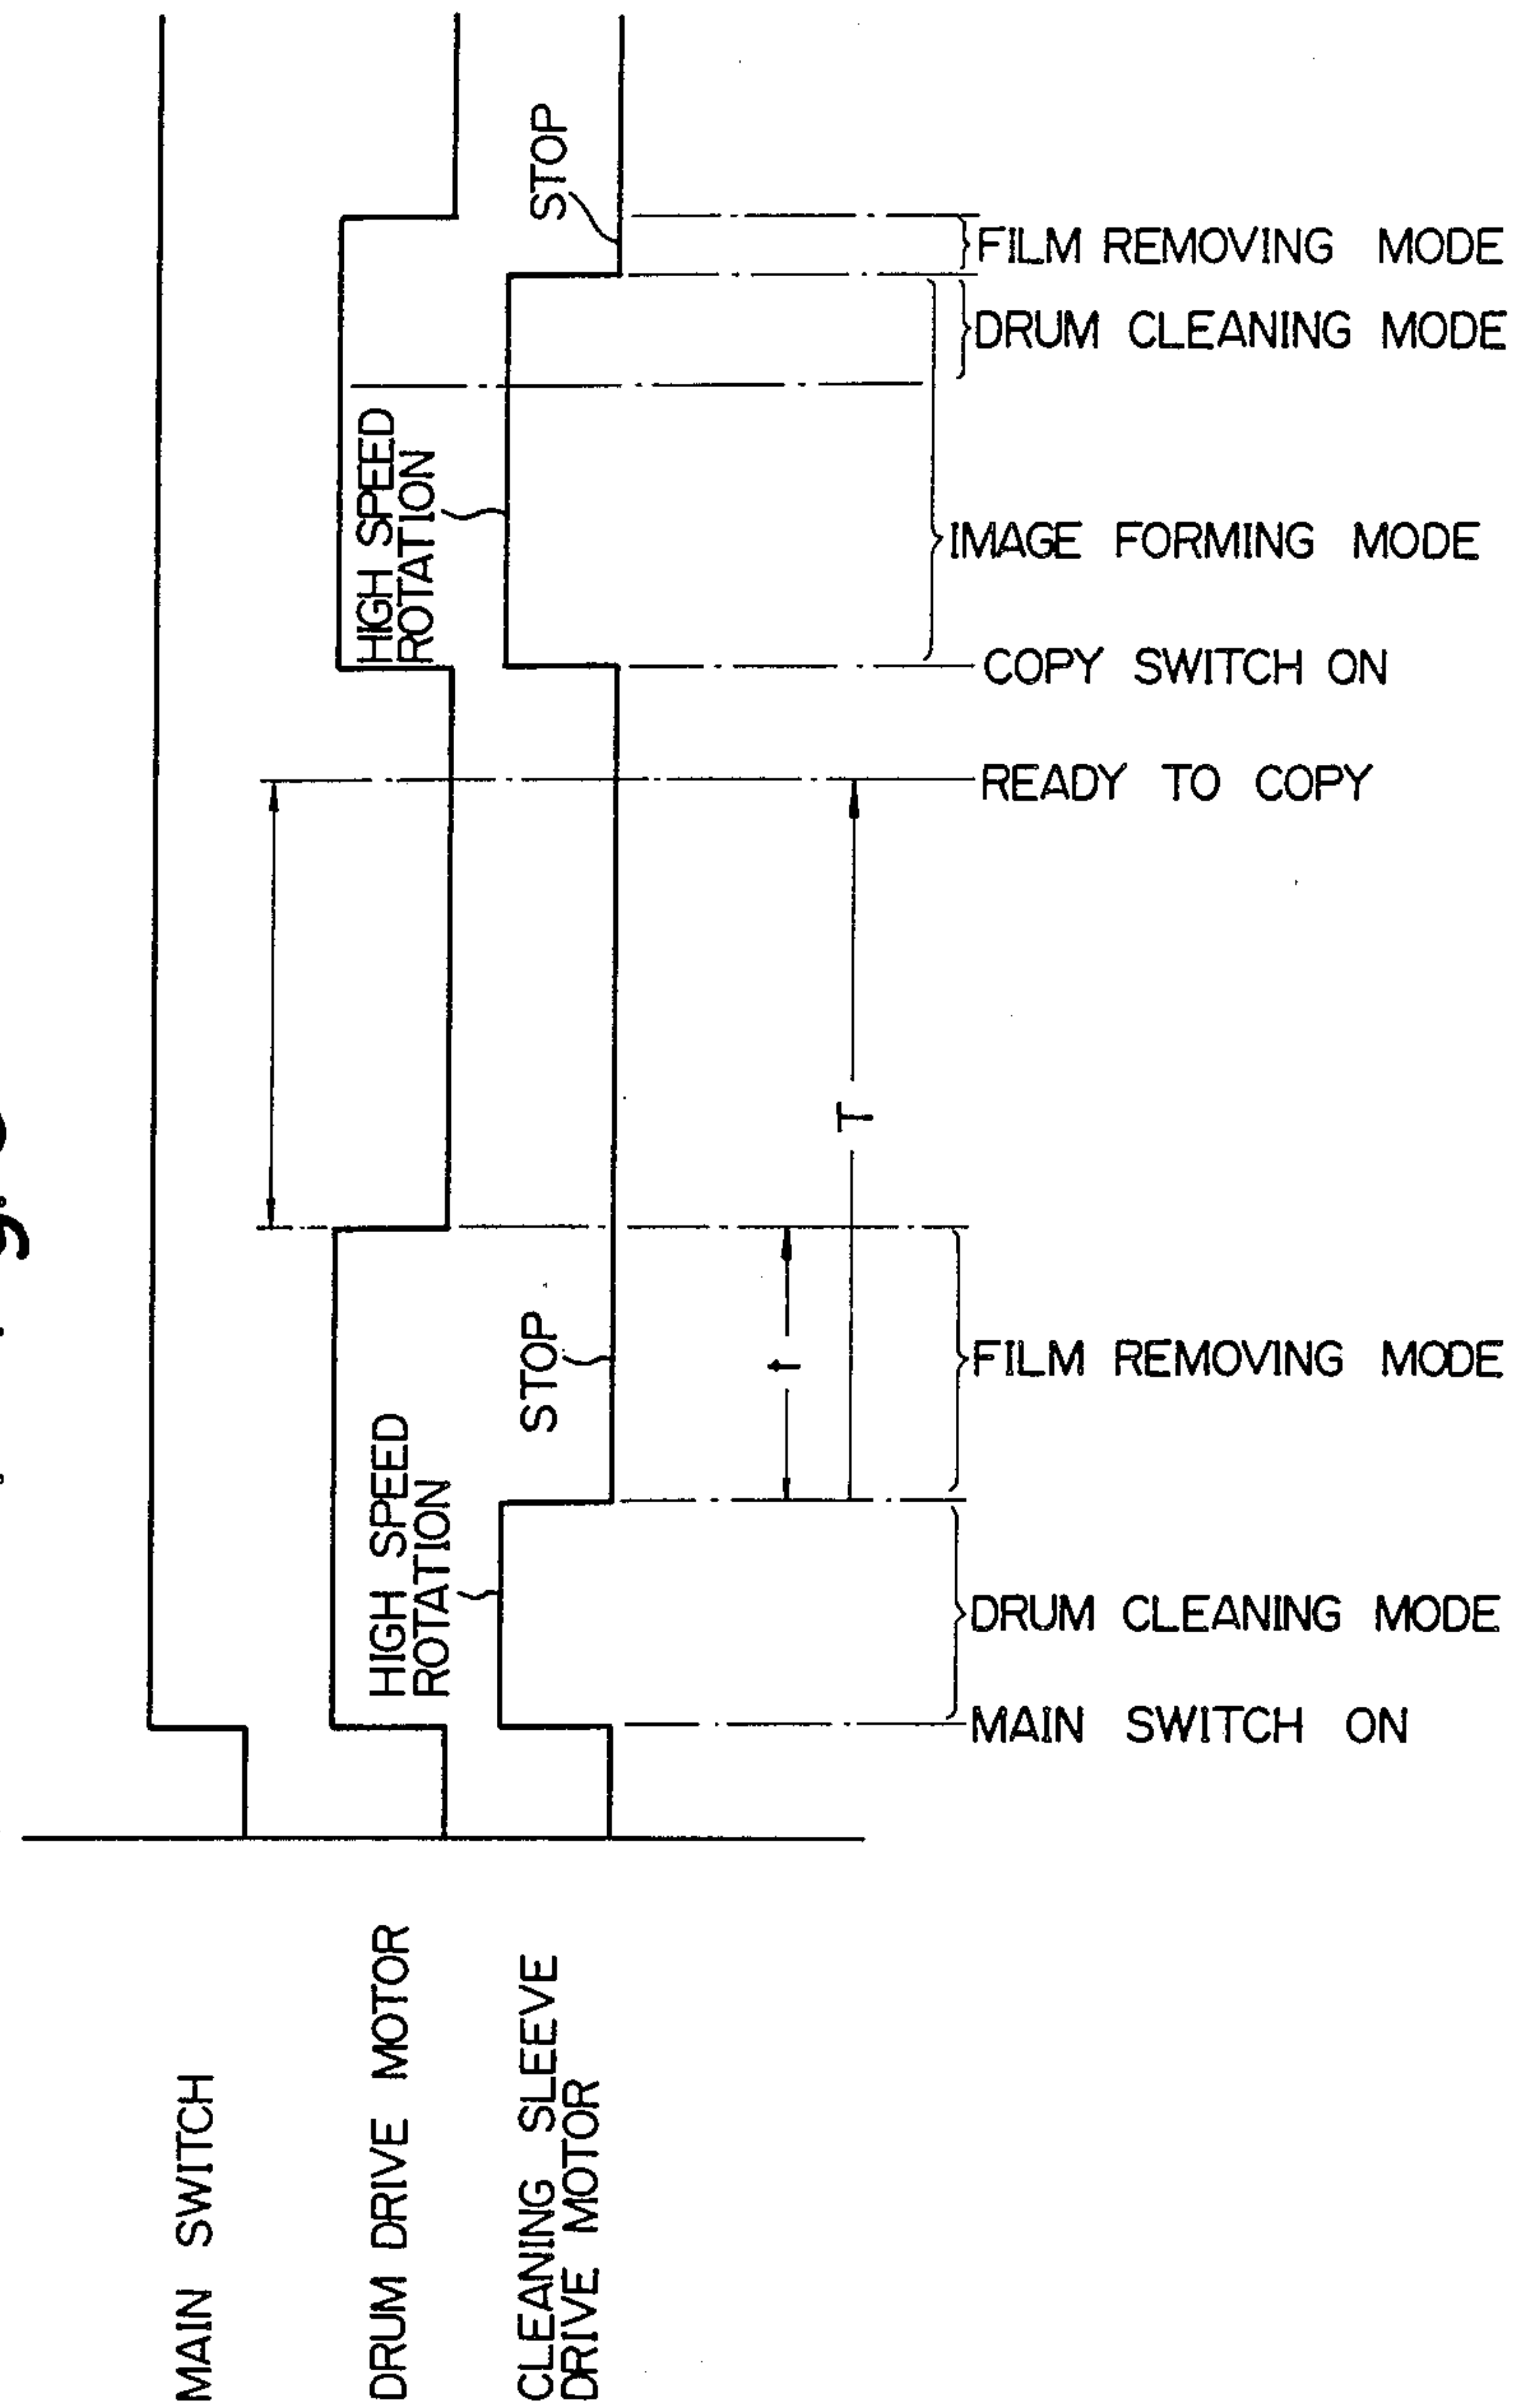 MAIN SWITCH
DRUM DRIVE MOTOR
CLEANING SLEEVE
DRIVE MOTOR
HIGH SPEED
ROTATION
STOP
HIGH SPEED
ROTATION
STOP
t
T
MAIN SWITCH ON
DRUM CLEANING MODE
FILM REMOVING MODE
READY TO COPY
COPY SWITCH ON
IMAGE FORMING MODE
DRUM CLEANING MODE
FILM REMOVING MODE